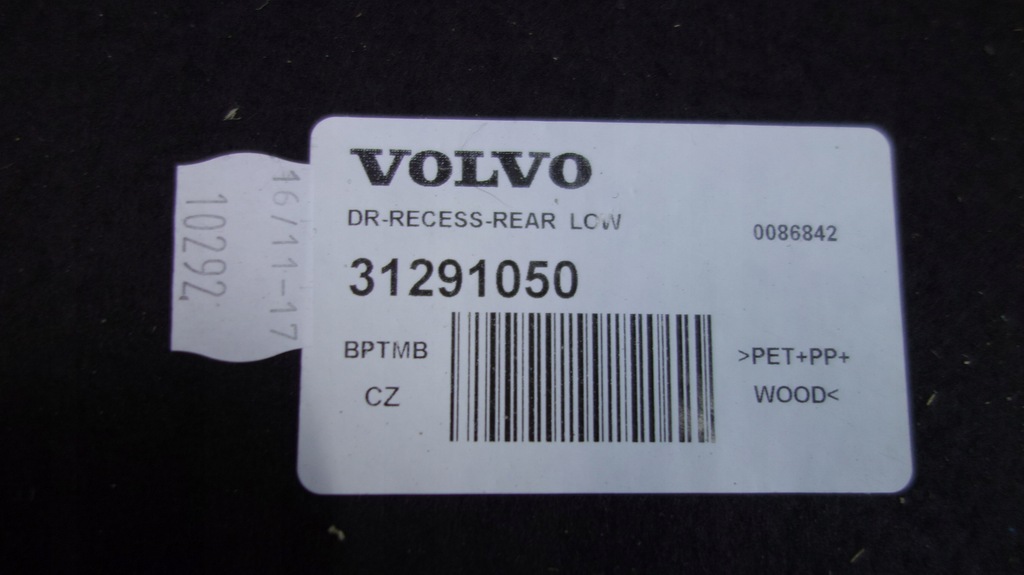 16/11-17
10292
VOLVO
DR-RECESS-REAR LOW
0086842
31291050
BPTMB
CZ
>PET+PP+
WOOD<